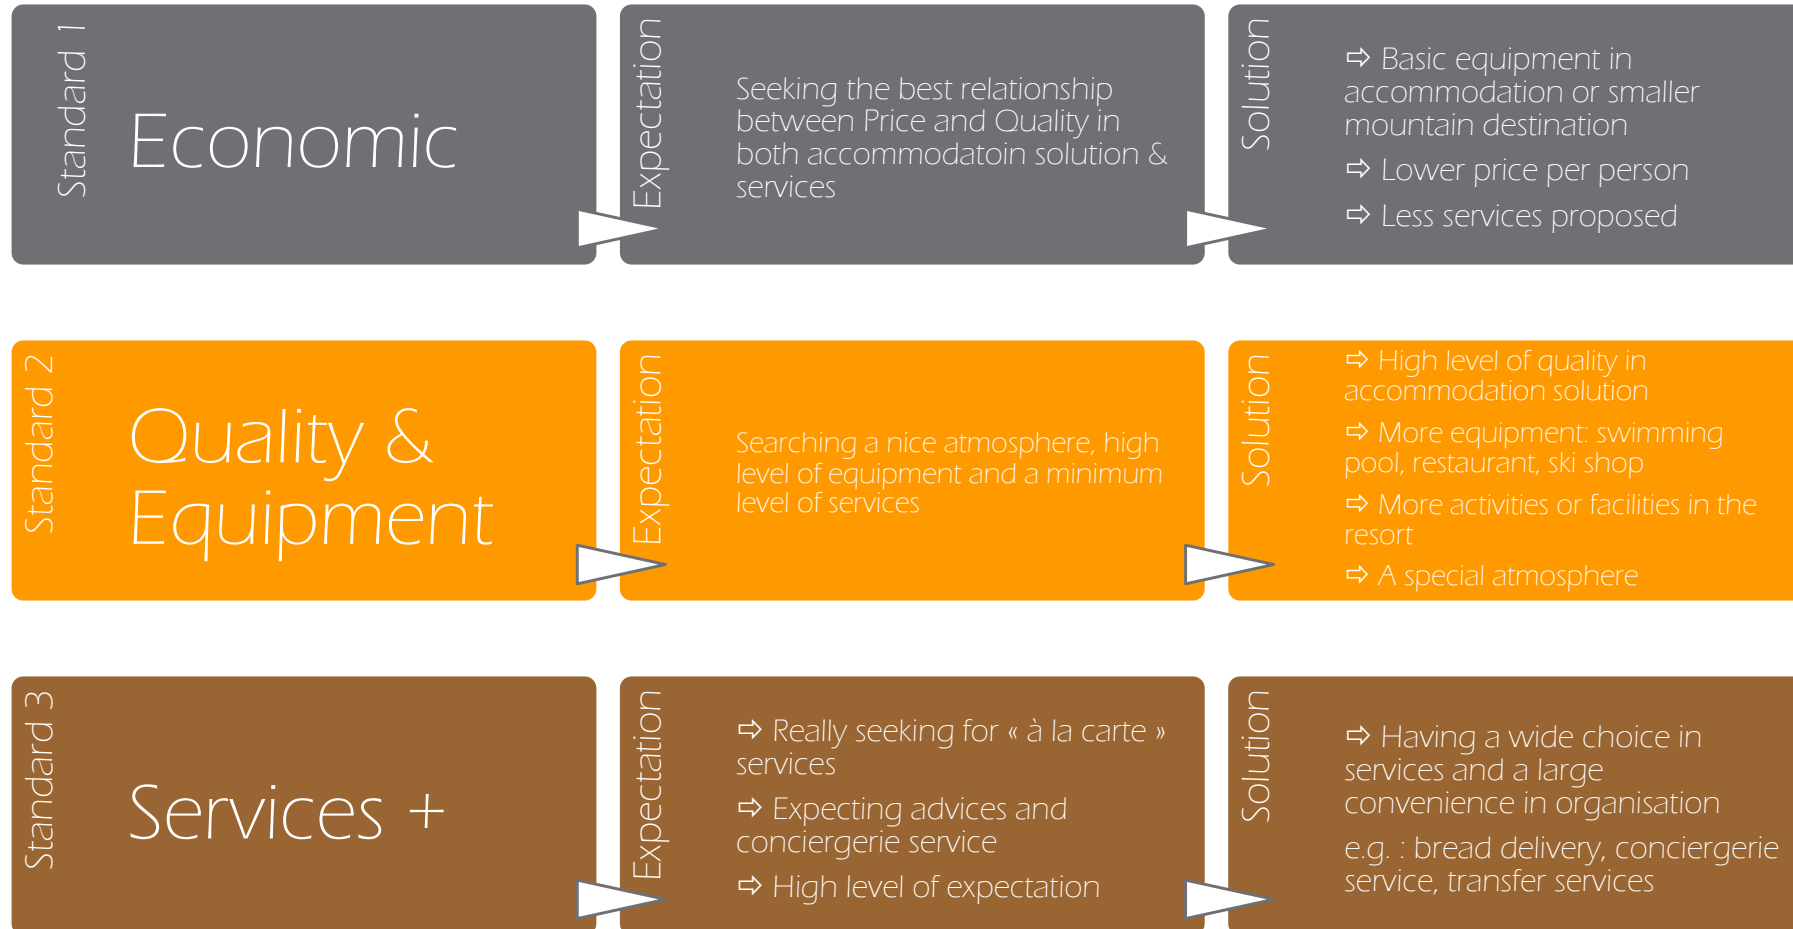 Standard 1
Economic
Expectation
Seeking the best relationship
between Price and Quality in
both accommodatoin solution &
services
Solution
⇨ Basic equipment in
accommodation or smaller
mountain destination
⇨ Lower price per person
⇨ Less services proposed
Standard 2
Quality &
Equipment
Expectation
Searching a nice atmosphere, high
level of equipment and a minimum
level of services
Solution
⇨ High level of quality in
accommodation solution
⇨ More equipment: swimming
pool, restaurant, ski shop
⇨ More activities or facilities in the
resort
⇨ A special atmosphere
Standard 3
Services +
Expectation
⇨ Really seeking for « à la carte »
services
⇨ Expecting advices and
conciergerie service
⇨ High level of expectation
Solution
⇨ Having a wide choice in
services and a large
convenience in organisation
e.g. : bread delivery, conciergerie
service, transfer services